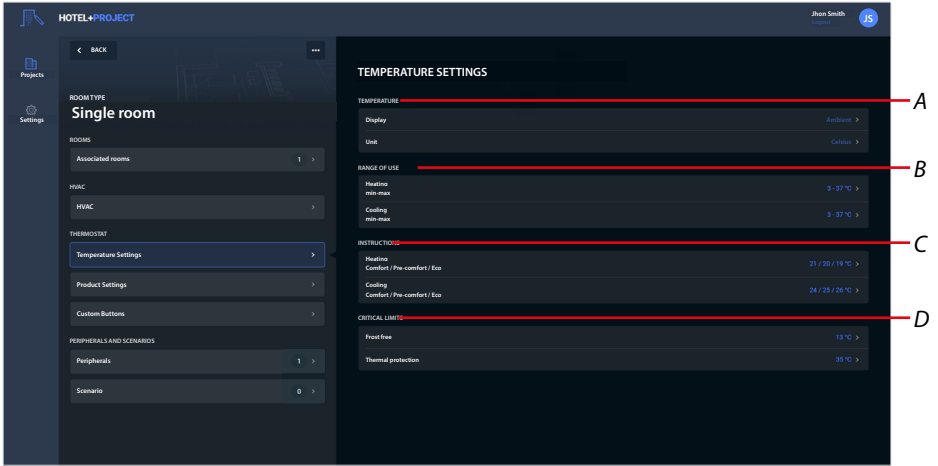 HOTEL+PROJECT
Jhon Smith
Logout
JS
Projects
Settings
BACK
ROOM TYPE
Single room
ROOMS
Associated rooms 1
HVAC
HVAC
THERMOSTAT
Temperature Settings
Product Settings
Custom Buttons
PERIPHERALS AND SCENARIOS
Peripherals 1
Scenario 0
TEMPERATURE SETTINGS
TEMPERATURE A
Display Ambient
Unit Celsius
RANGE OF USE B
Heating
min-max 3 - 37 °C
Cooling
min-max 3 - 37 °C
INSTRUCTIONS C
Heating
Comfort / Pre-comfort / Eco 21 / 20 / 19 °C
Cooling
Comfort / Pre-comfort / Eco 24 / 25 / 26 °C
CRITICAL LIMITS D
Frost free 13 °C
Thermal protection 35 °C